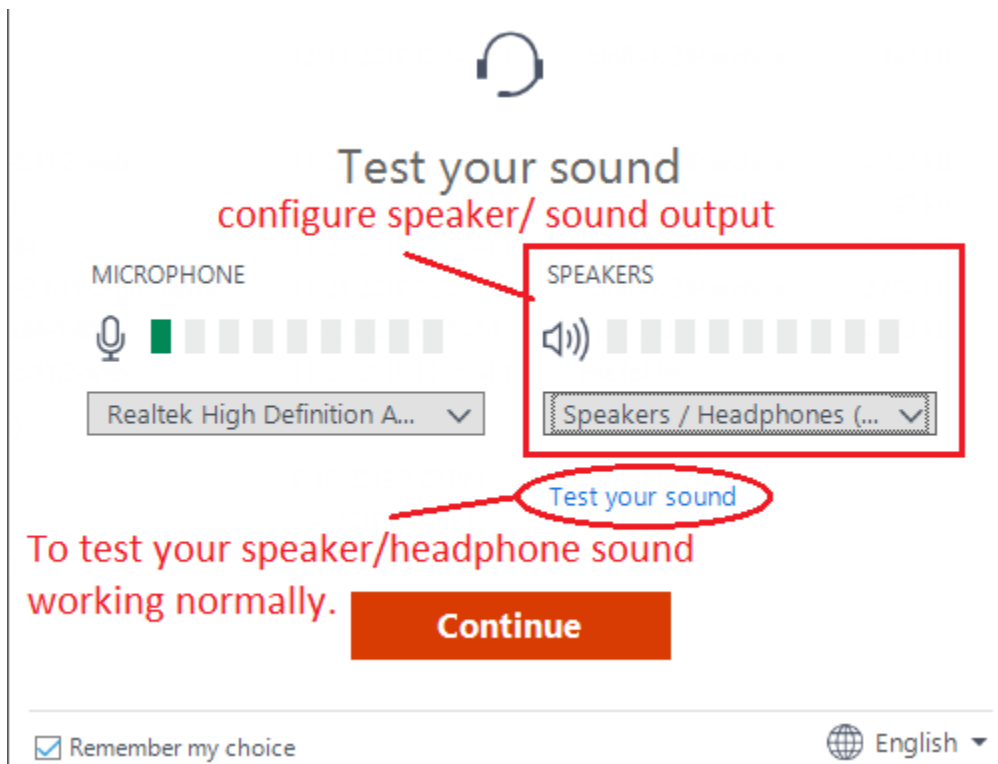 Test your sound
configure speaker/ sound output
MICROPHONE
SPEAKERS
Realtek High Definition A...
Speakers / Headphones (...
Test your sound
To test your speaker/headphone sound
working normally.
Continue
Remember my choice
English